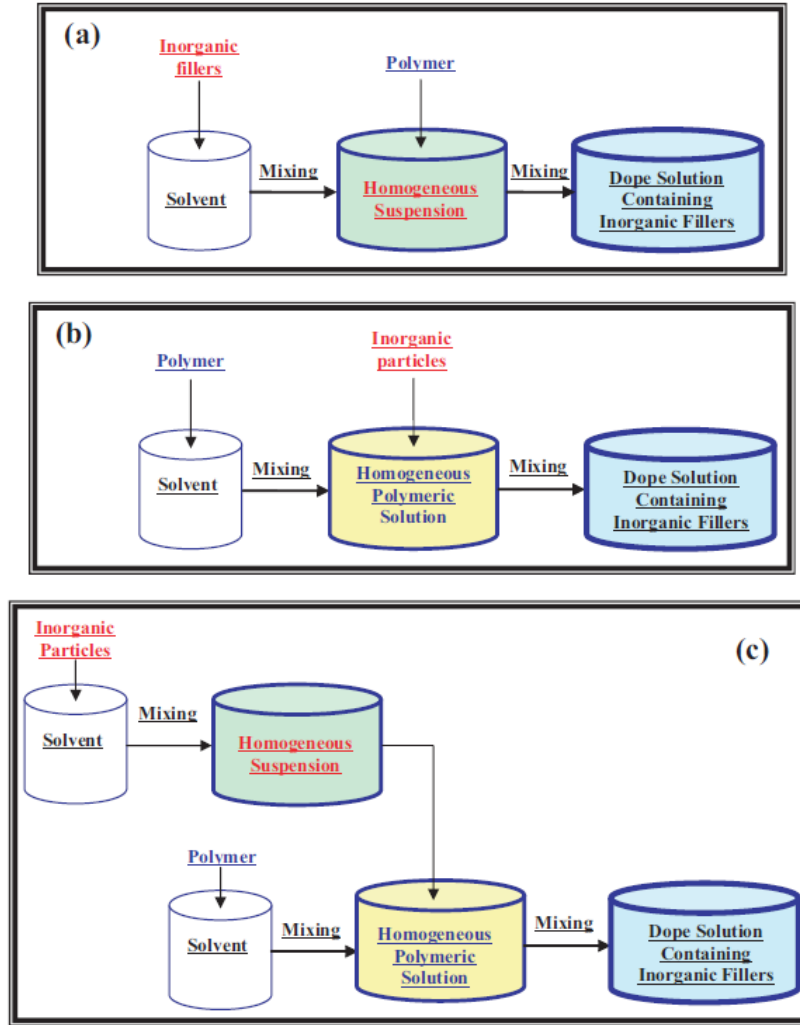 (a)
Inorganic
fillers
Polymer
Solvent
Mixing
Homogeneous
Suspension
Mixing
Dope Solution
Containing
Inorganic Fillers
(b)
Polymer
Inorganic
particles
Solvent
Mixing
Homogeneous
Polymeric
Solution
Mixing
Dope Solution
Containing
Inorganic Fillers
(c)
Inorganic
Particles
Solvent
Mixing
Homogeneous
Suspension
Polymer
Solvent
Mixing
Homogeneous
Polymeric
Solution
Mixing
Dope Solution
Containing
Inorganic Fillers